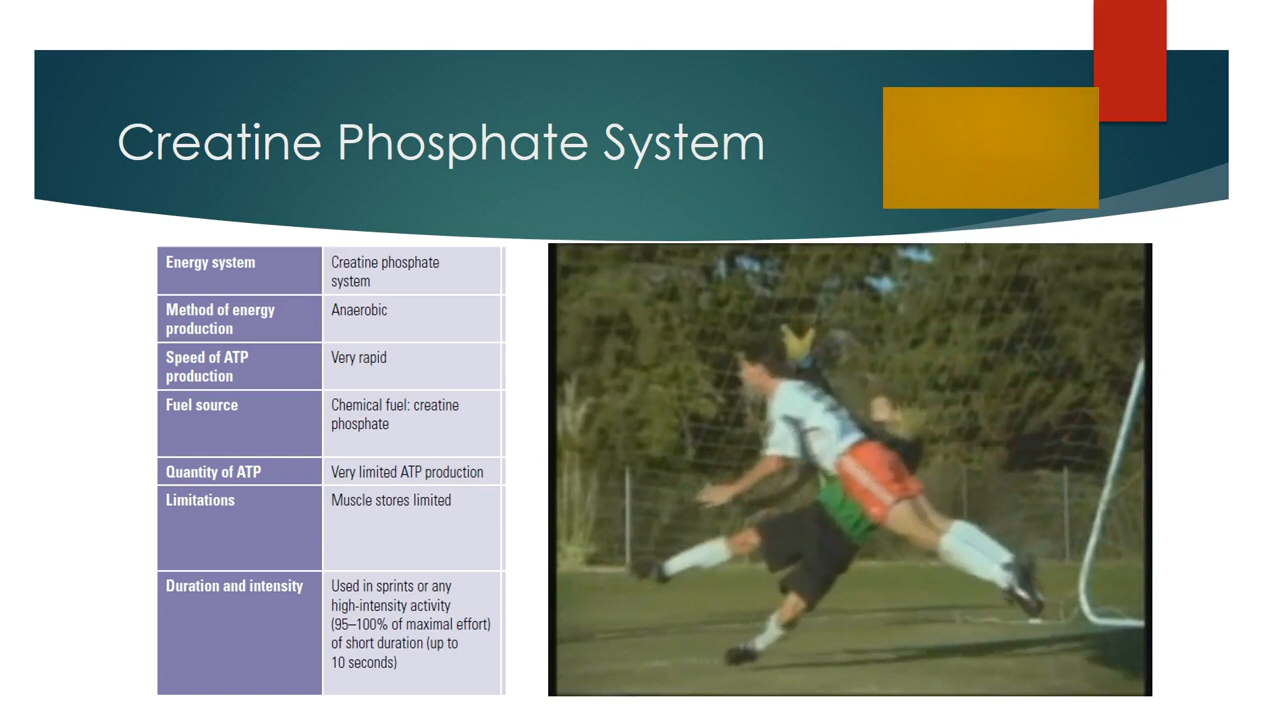 Creatine Phosphate System
Energy system
Creatine phosphate
system
Method of energy
production
Anaerobic
Speed of ATP
production
Very rapid
Fuel source
Chemical fuel: creatine
phosphate
Quantity of ATP
Very limited ATP production
Limitations
Muscle stores limited
Duration and intensity
Used in sprints or any
high-intensity activity
(95–100% of maximal effort)
of short duration (up to
10 seconds)